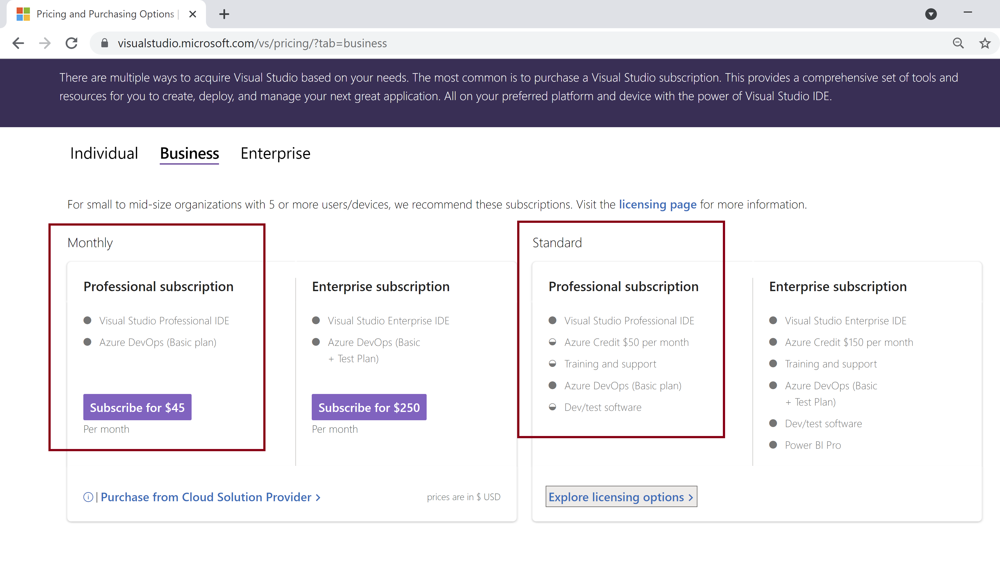 Pricing and Purchasing Options |
visualstudio.microsoft.com/vs/pricing/?tab=business
There are multiple ways to acquire Visual Studio based on your needs. The most common is to purchase a Visual Studio subscription. This provides a comprehensive set of tools and
resources for you to create, deploy, and manage your next great application. All on your preferred platform and device with the power of Visual Studio IDE.
Individual Business Enterprise
For small to mid-size organizations with 5 or more users/devices, we recommend these subscriptions. Visit the licensing page for more information.
Monthly
Professional subscription
Visual Studio Professional IDE
Azure DevOps (Basic plan)
Subscribe for $45
Per month
Enterprise subscription
Visual Studio Enterprise IDE
Azure DevOps (Basic
+ Test Plan)
Subscribe for $250
Per month
Purchase from Cloud Solution Provider >
prices are in $ USD
Standard
Professional subscription
Visual Studio Professional IDE
Azure Credit $50 per month
Training and support
Azure DevOps (Basic plan)
Dev/test software
Enterprise subscription
Visual Studio Enterprise IDE
Azure Credit $150 per month
Training and support
Azure DevOps (Basic
+ Test Plan)
Dev/test software
Power BI Pro
Explore licensing options >